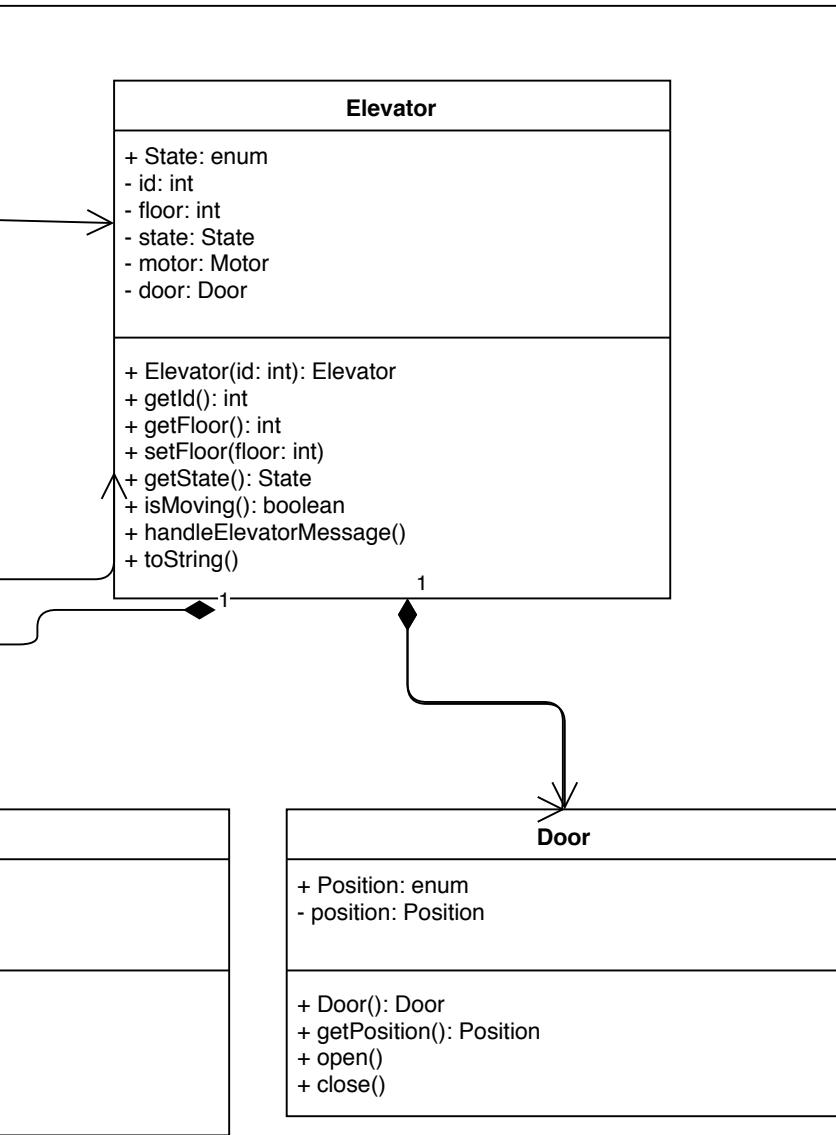 Elevator
+ State: enum
- id: int
- floor: int
- state: State
- motor: Motor
- door: Door
+ Elevator(id: int): Elevator
+ getId(): int
+ getFloor(): int
+ setFloor(floor: int)
+ getState(): State
+ isMoving(): boolean
+ handleElevatorMessage()
+ toString()
1
1
Door
+ Position: enum
- position: Position
+ Door(): Door
+ getPosition(): Position
+ open()
+ close()